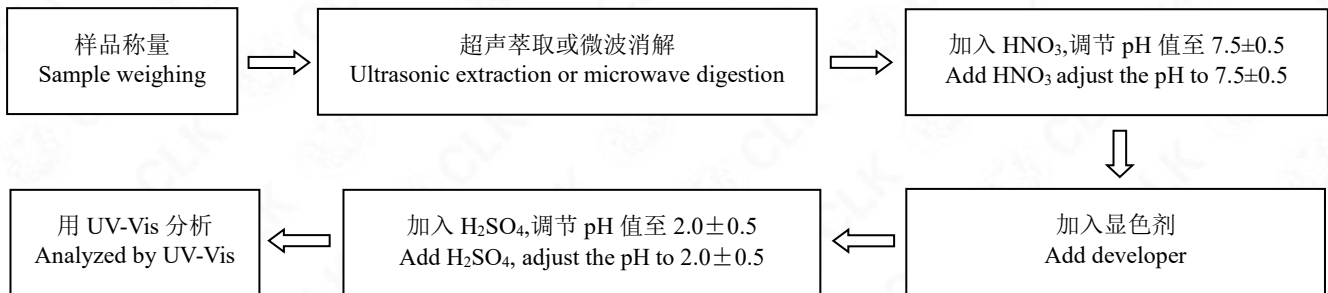 样品称量
Sample weighing
超声萃取或微波消解
Ultrasonic extraction or microwave digestion
加入 HNO₃,调节 pH 值至 7.5±0.5
Add HNO₃ adjust the pH to 7.5±0.5
加入显色剂
Add developer
加入 H₂SO₄,调节 pH 值至 2.0±0.5
Add H₂SO₄, adjust the pH to 2.0±0.5
用 UV-Vis 分析
Analyzed by UV-Vis